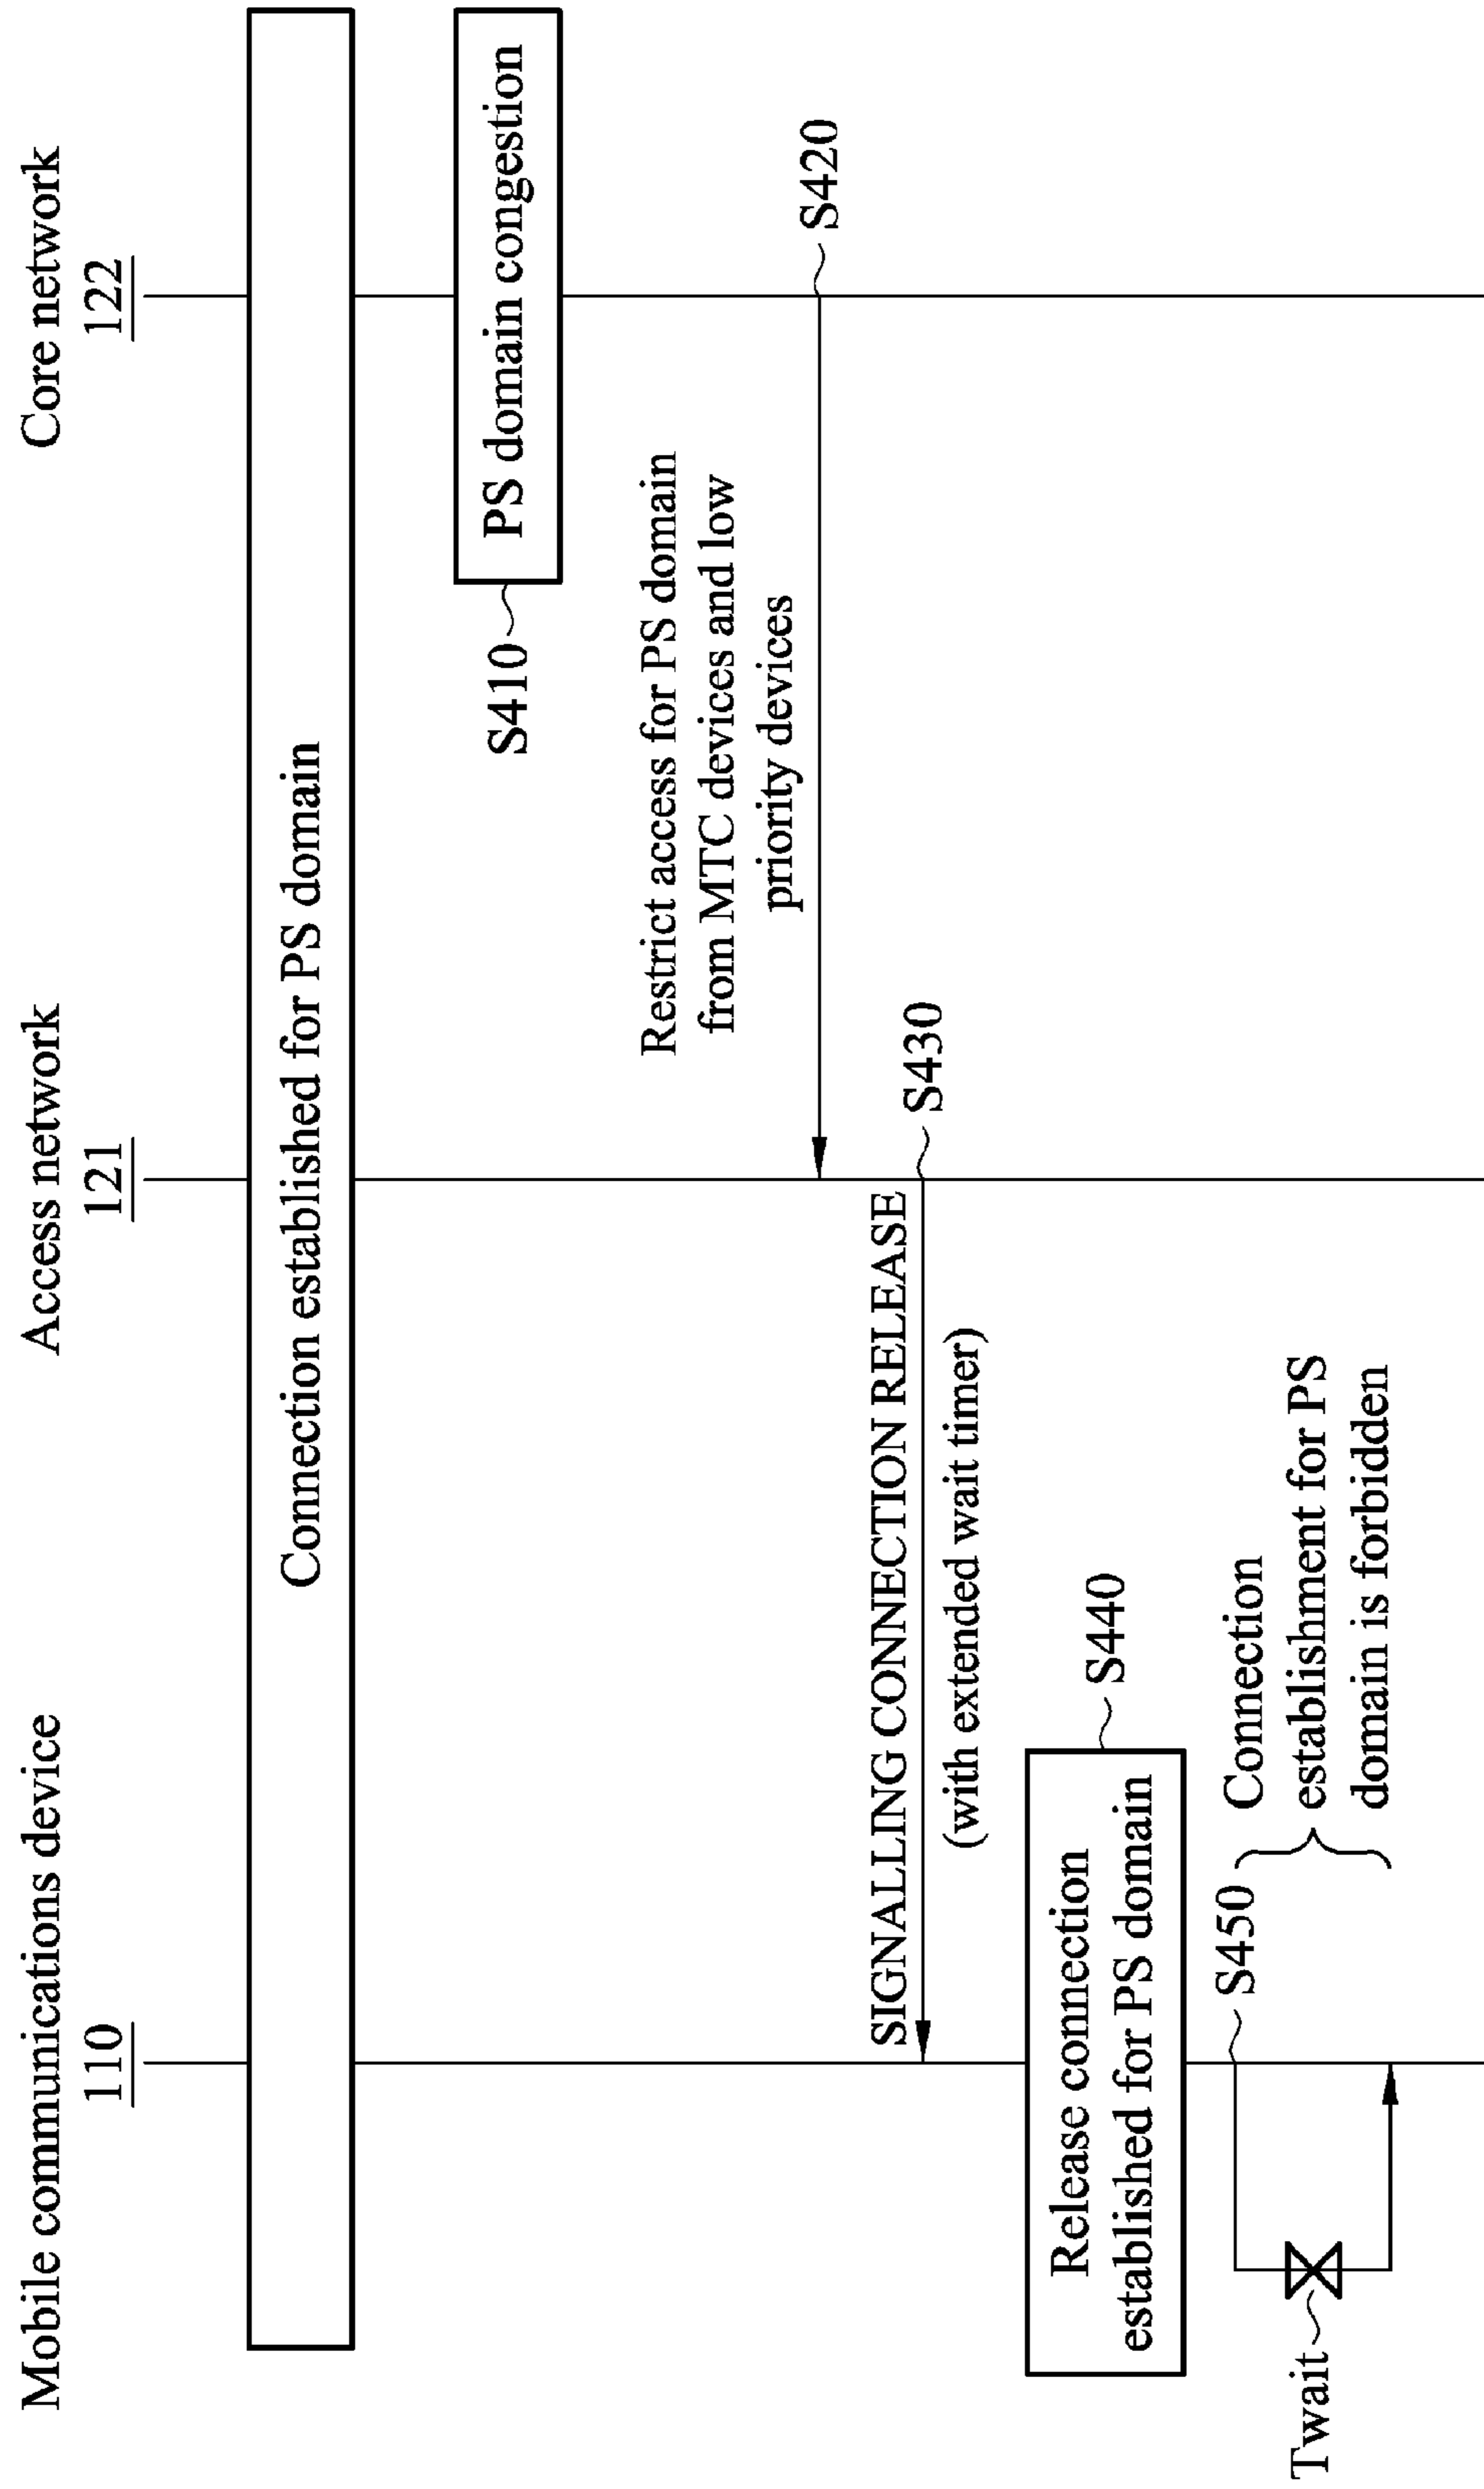 Mobile communications device
110
Access network
121
Core network
122
Connection established for PS domain
S410
PS domain congestion
Restrict access for PS domain
from MTC devices and low
priority devices
S420
SIGNALLING CONNECTION RELEASE
(with extended wait timer)
S430
Release connection
established for PS domain
S440
Twait
S450
Connection
establishment for PS
domain is forbidden